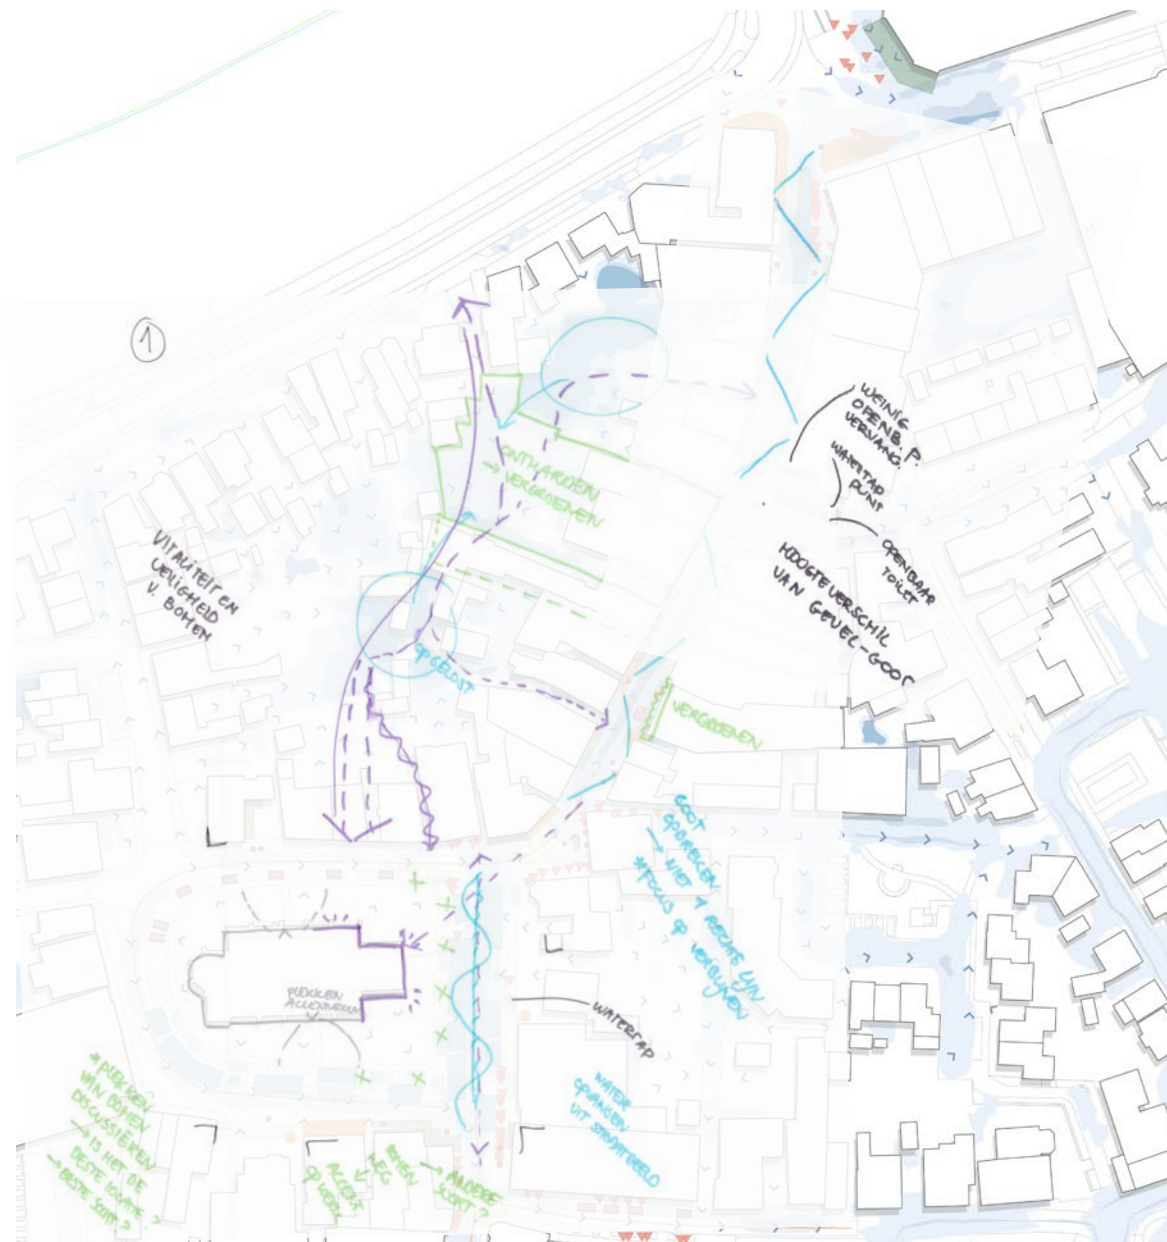 1
WEINIG
OPENB. P.
VERVANG.
WATERTAP
PUNT
OPENBAAR
TOILET
HOOGTEVERSCHIL
VAN GEVEL-GOOT
ONTHARDEN
→ VERGROENEN
VITALITEIT EN
VEILIGHEID
V. BOMEN
OPGELOST
VERGROENEN
GOOT
OPBREKEN
→ NIET 1 RECHTE LIJN
*FOCUS OP VERBLIJVEN
PLEKKEN
WATERTAP
WATER
OPVANGEN
UIT STRAATBEELD
*PLEKKEN
VAN BOMEN
DISCUSSIËREN
→ IS HET DE
BESTE LOCATIE?
→ BESTE SOORT?
BOMEN
WEG
ACCENT
OP KERK
→ ANDERE
SOORT?